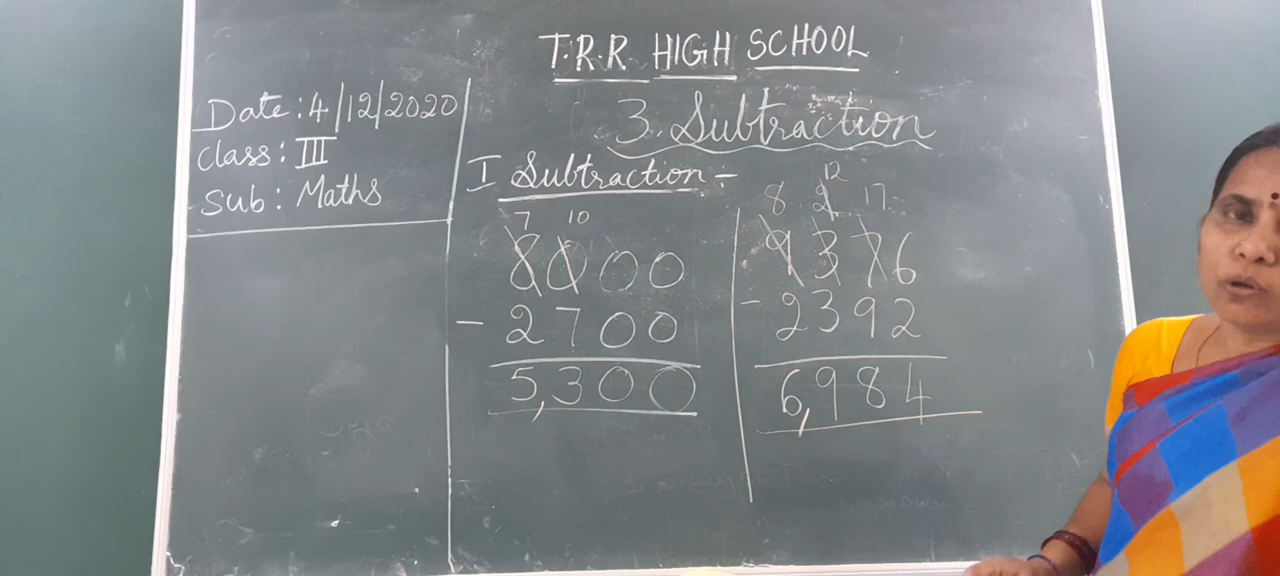 T.R.R. HIGH SCHOOL
Date: 4/12/2020
Class: III
Sub: Maths
3. Subtraction
I Subtraction:-
7 10
8000
- 2700
5,300
12
8 2 17
9376
- 2392
6,984